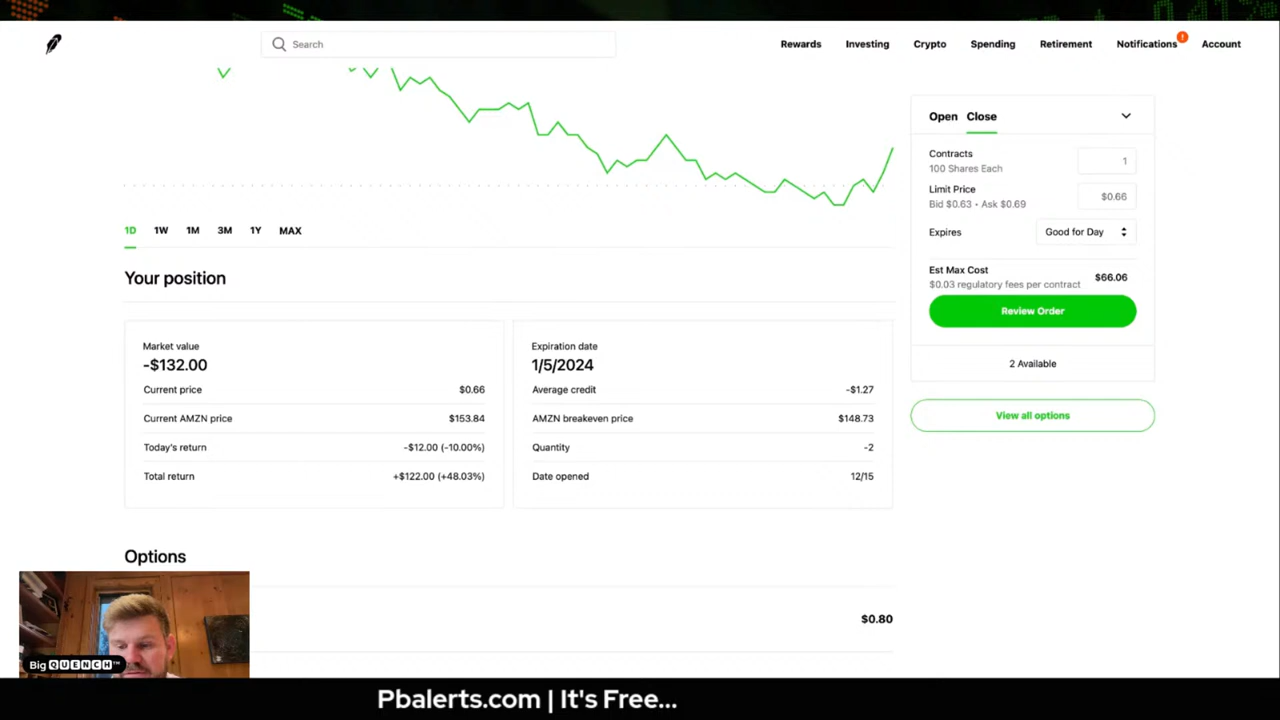 Search
Rewards
Investing
Crypto
Spending
Retirement
Notifications
!
Account
Open Close
Contracts
100 Shares Each
1
Limit Price
Bid $0.63 • Ask $0.69
$0.66
Expires
Good for Day
Est Max Cost
$0.03 regulatory fees per contract
$66.06
Review Order
2 Available
View all options
1D 1W 1M 3M 1Y MAX
Your position
Market value
-$132.00
Current price $0.66
Current AMZN price $153.84
Today's return -$12.00 (-10.00%)
Total return +$122.00 (+48.03%)
Expiration date
1/5/2024
Average credit -$1.27
AMZN breakeven price $148.73
Quantity -2
Date opened 12/15
Options
$0.80
Big QUENCH™
Pbalerts.com | It's Free...